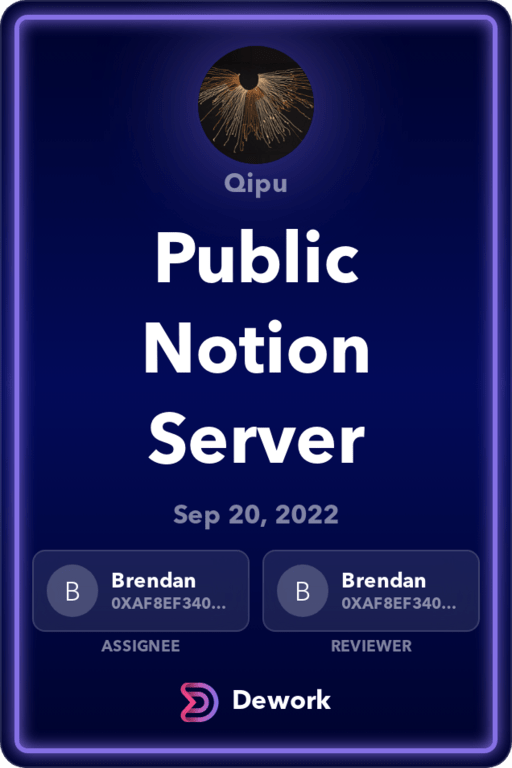 Qipu
Public
Notion
Server
Sep 20, 2022
B
Brendan
0XAF8EF340...
B
Brendan
0XAF8EF340...
ASSIGNEE
REVIEWER
Dework